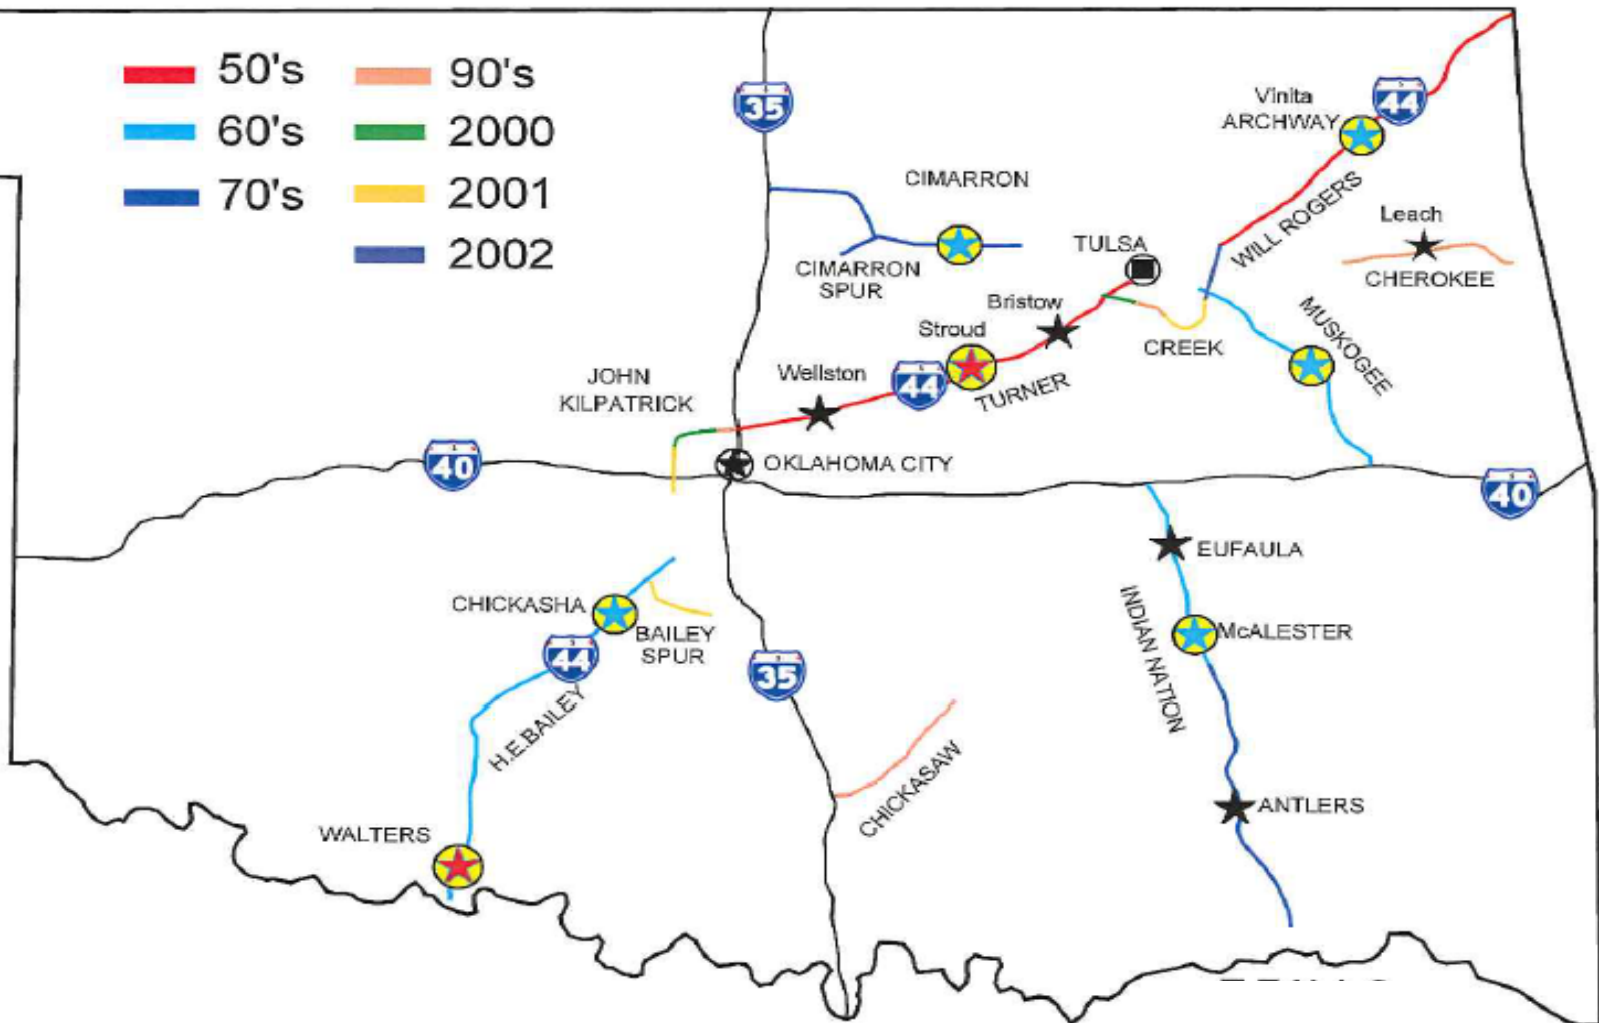 50's
60's
70's
90's
2000
2001
2002
35
Vinita
ARCHWAY
44
CIMARRON
WILL ROGERS
Leach
CHEROKEE
TULSA
CIMARRON
SPUR
Bristow
Stroud
CREEK
MUSKOGEE
Wellston
44
TURNER
JOHN
KILPATRICK
40
OKLAHOMA CITY
40
EUFAULA
CHICKASHA
BAILEY
SPUR
44
INDIAN NATION
McALESTER
35
H.E.BAILEY
CHICKASAW
ANTLERS
WALTERS